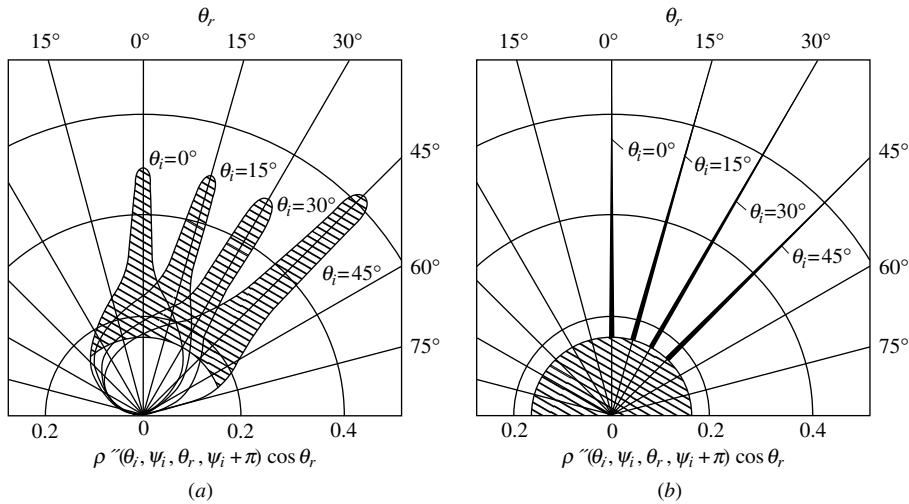 θr
θr
15° 0° 15° 30°
15° 0° 15° 30°
45°
60°
75°
45°
60°
75°
θi=0°
θi=15°
θi=30°
θi=45°
θi=0°
θi=15°
θi=30°
θi=45°
0.2 0 0.2 0.4
0.2 0 0.2 0.4
ρ ˝(θi, ψi, θr, ψi+π) cos θr
ρ ˝(θi, ψi, θr, ψi+π) cos θr
(a)
(b)